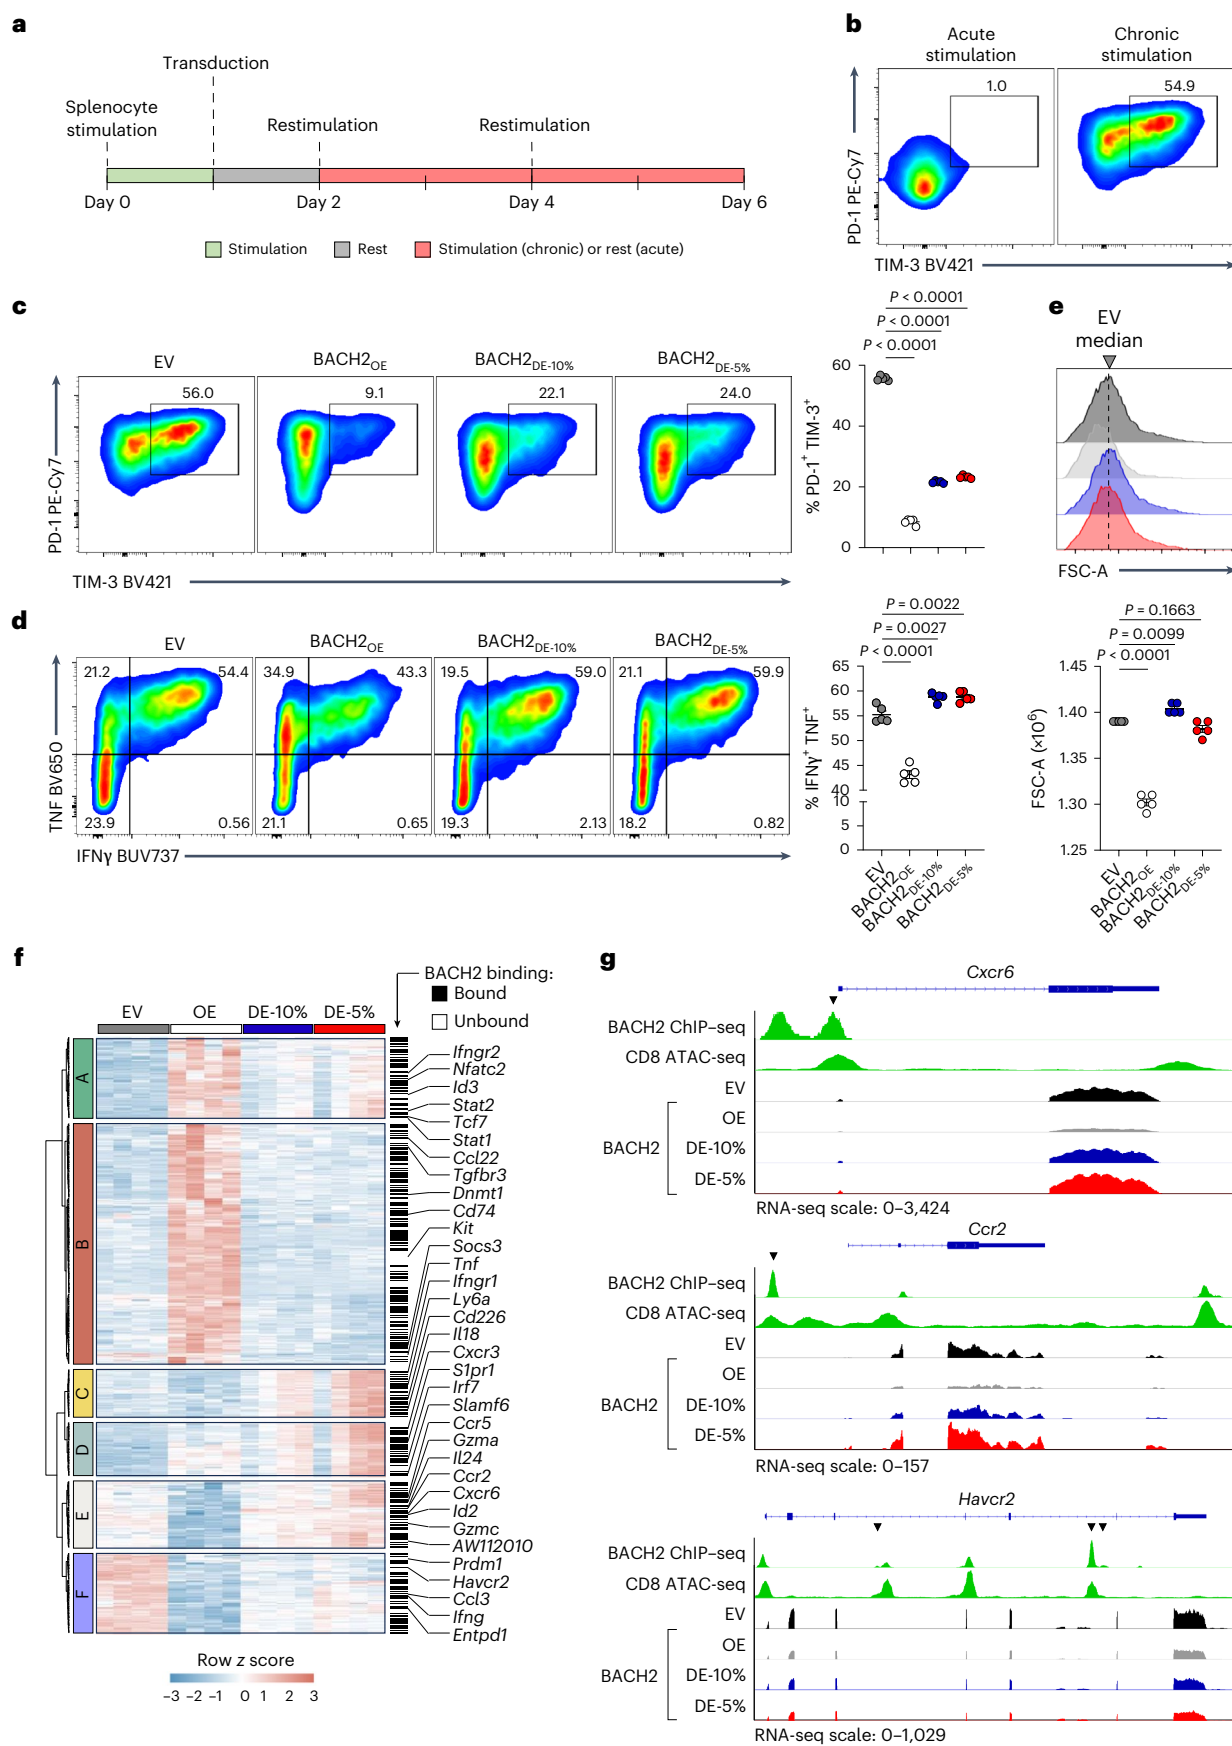 a
Transduction
Splenocyte
stimulation
Restimulation
Restimulation
Day 0
Day 2
Day 4
Day 6
Stimulation
Rest
Stimulation (chronic) or rest (acute)
b
Acute
stimulation
Chronic
stimulation
1.0
54.9
PD-1 PE-Cy7
TIM-3 BV421
c
EV
BACH2OE
BACH2DE-10%
BACH2DE-5%
56.0
9.1
22.1
24.0
PD-1 PE-Cy7
TIM-3 BV421
P < 0.0001
P < 0.0001
P < 0.0001
% PD-1+ TIM-3+
60
40
20
0
e
EV
median
FSC-A
d
EV
BACH2OE
BACH2DE-10%
BACH2DE-5%
21.2
54.4
34.9
43.3
19.5
59.0
21.1
59.9
23.9
0.56
21.1
0.65
19.3
2.13
18.2
0.82
TNF BV650
IFNγ BUV737
P = 0.0022
P = 0.0027
P < 0.0001
% IFNγ+ TNF+
65
60
55
50
45
40
10
5
0
EV
BACH2OE
BACH2DE-10%
BACH2DE-5%
P = 0.1663
P = 0.0099
P < 0.0001
FSC-A (×10⁶)
1.45
1.40
1.35
1.30
1.25
EV
BACH2OE
BACH2DE-10%
BACH2DE-5%
f
BACH2 binding:
Bound
Unbound
EV
OE
DE-10%
DE-5%
A
B
C
D
E
F
Ifngr2
Nfatc2
Id3
Stat2
Tcf7
Stat1
Ccl22
Tgfbr3
Dnmt1
Cd74
Kit
Socs3
Tnf
Ifngr1
Ly6a
Cd226
Il18
Cxcr3
S1pr1
Irf7
Slamf6
Ccr5
Gzma
Il24
Ccr2
Cxcr6
Id2
Gzmc
AW112010
Prdm1
Havcr2
Ccl3
Ifng
Entpd1
Row z score
–3 –2 –1 0 1 2 3
g
Cxcr6
BACH2 ChIP–seq
CD8 ATAC-seq
EV
OE
BACH2
DE-10%
DE-5%
RNA-seq scale: 0–3,424
Ccr2
BACH2 ChIP–seq
CD8 ATAC-seq
EV
OE
BACH2
DE-10%
DE-5%
RNA-seq scale: 0–157
Havcr2
BACH2 ChIP–seq
CD8 ATAC-seq
EV
OE
BACH2
DE-10%
DE-5%
RNA-seq scale: 0–1,029